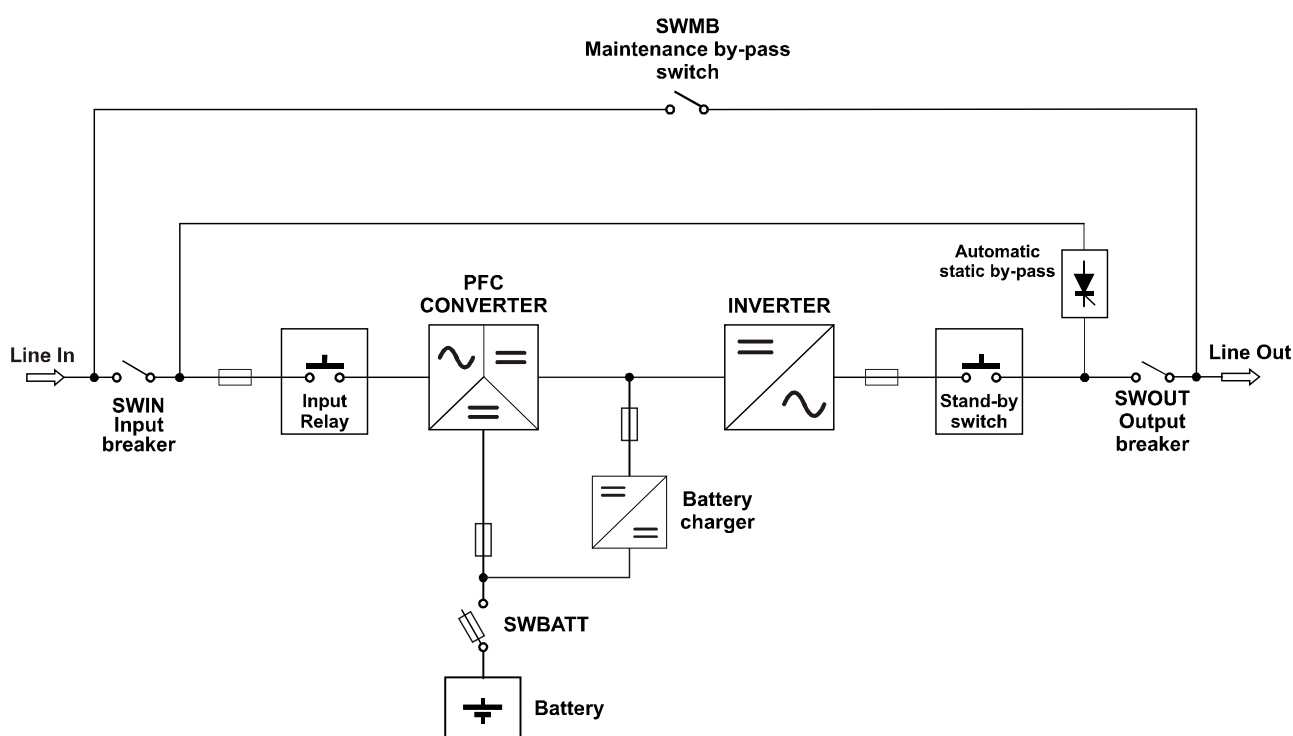 SWMB
Maintenance by-pass
switch
Automatic
static by-pass
PFC
CONVERTER
INVERTER
Line In
Line Out
SWIN
Input
breaker
Input
Relay
Stand-by
switch
SWOUT
Output
breaker
Battery
charger
SWBATT
Battery